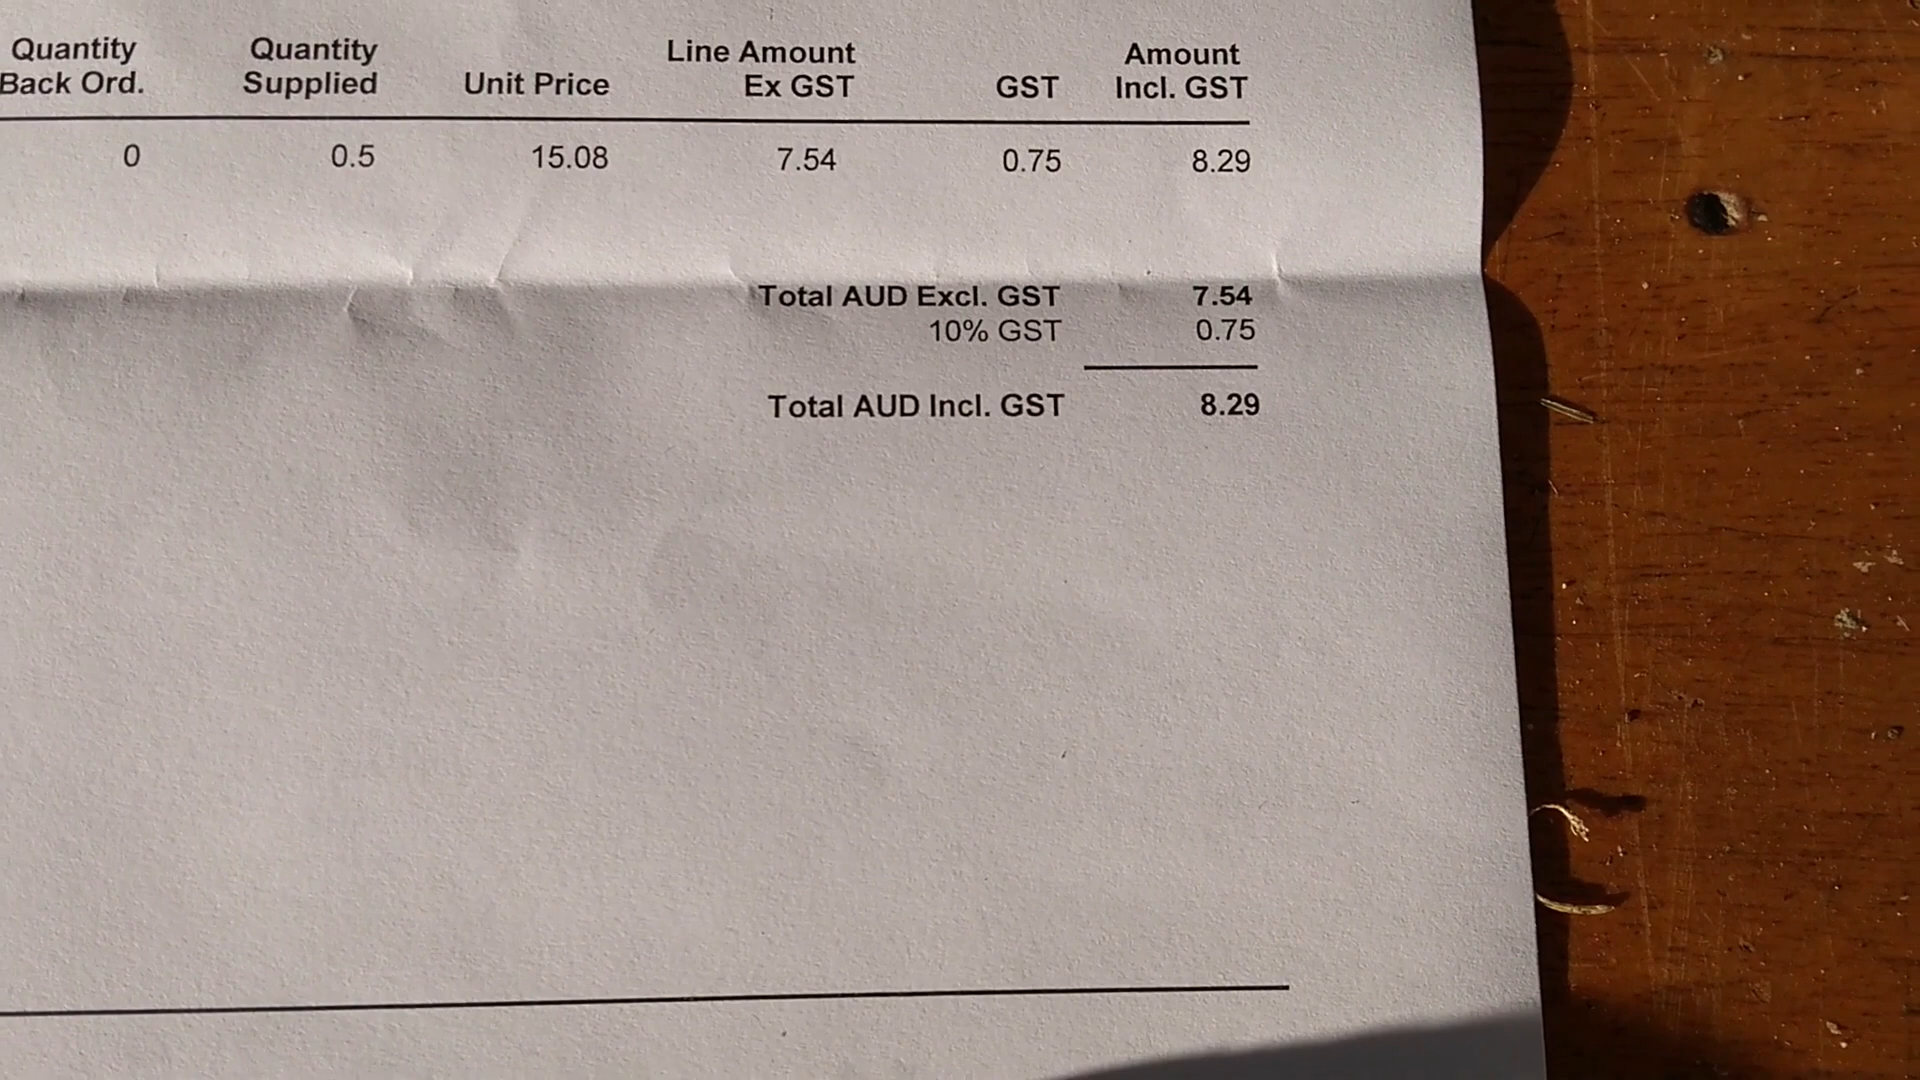 Quantity Quantity Line Amount Amount
Back Ord. Supplied Unit Price Ex GST GST Incl. GST
0 0.5 15.08 7.54 0.75 8.29
Total AUD Excl. GST 7.54
10% GST 0.75
Total AUD Incl. GST 8.29